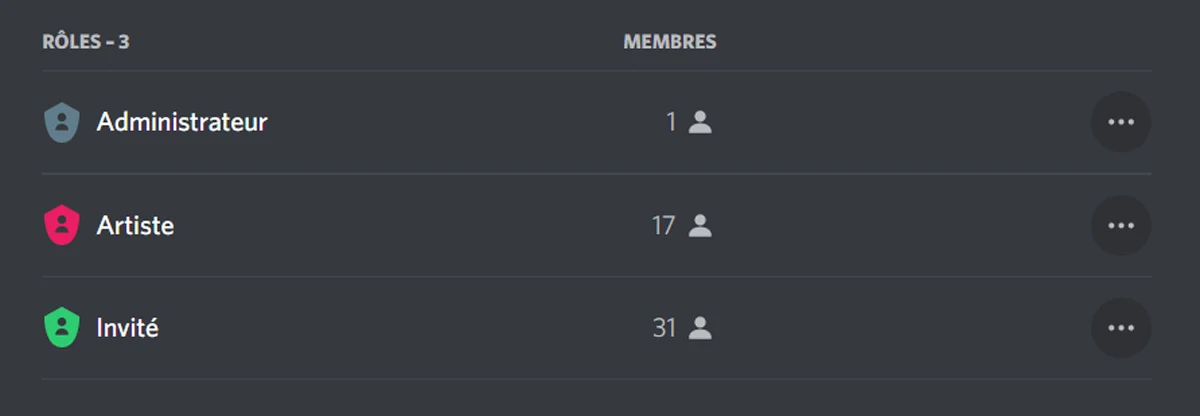 RÔLES – 3 MEMBRES
Administrateur 1
Artiste 17
Invité 31